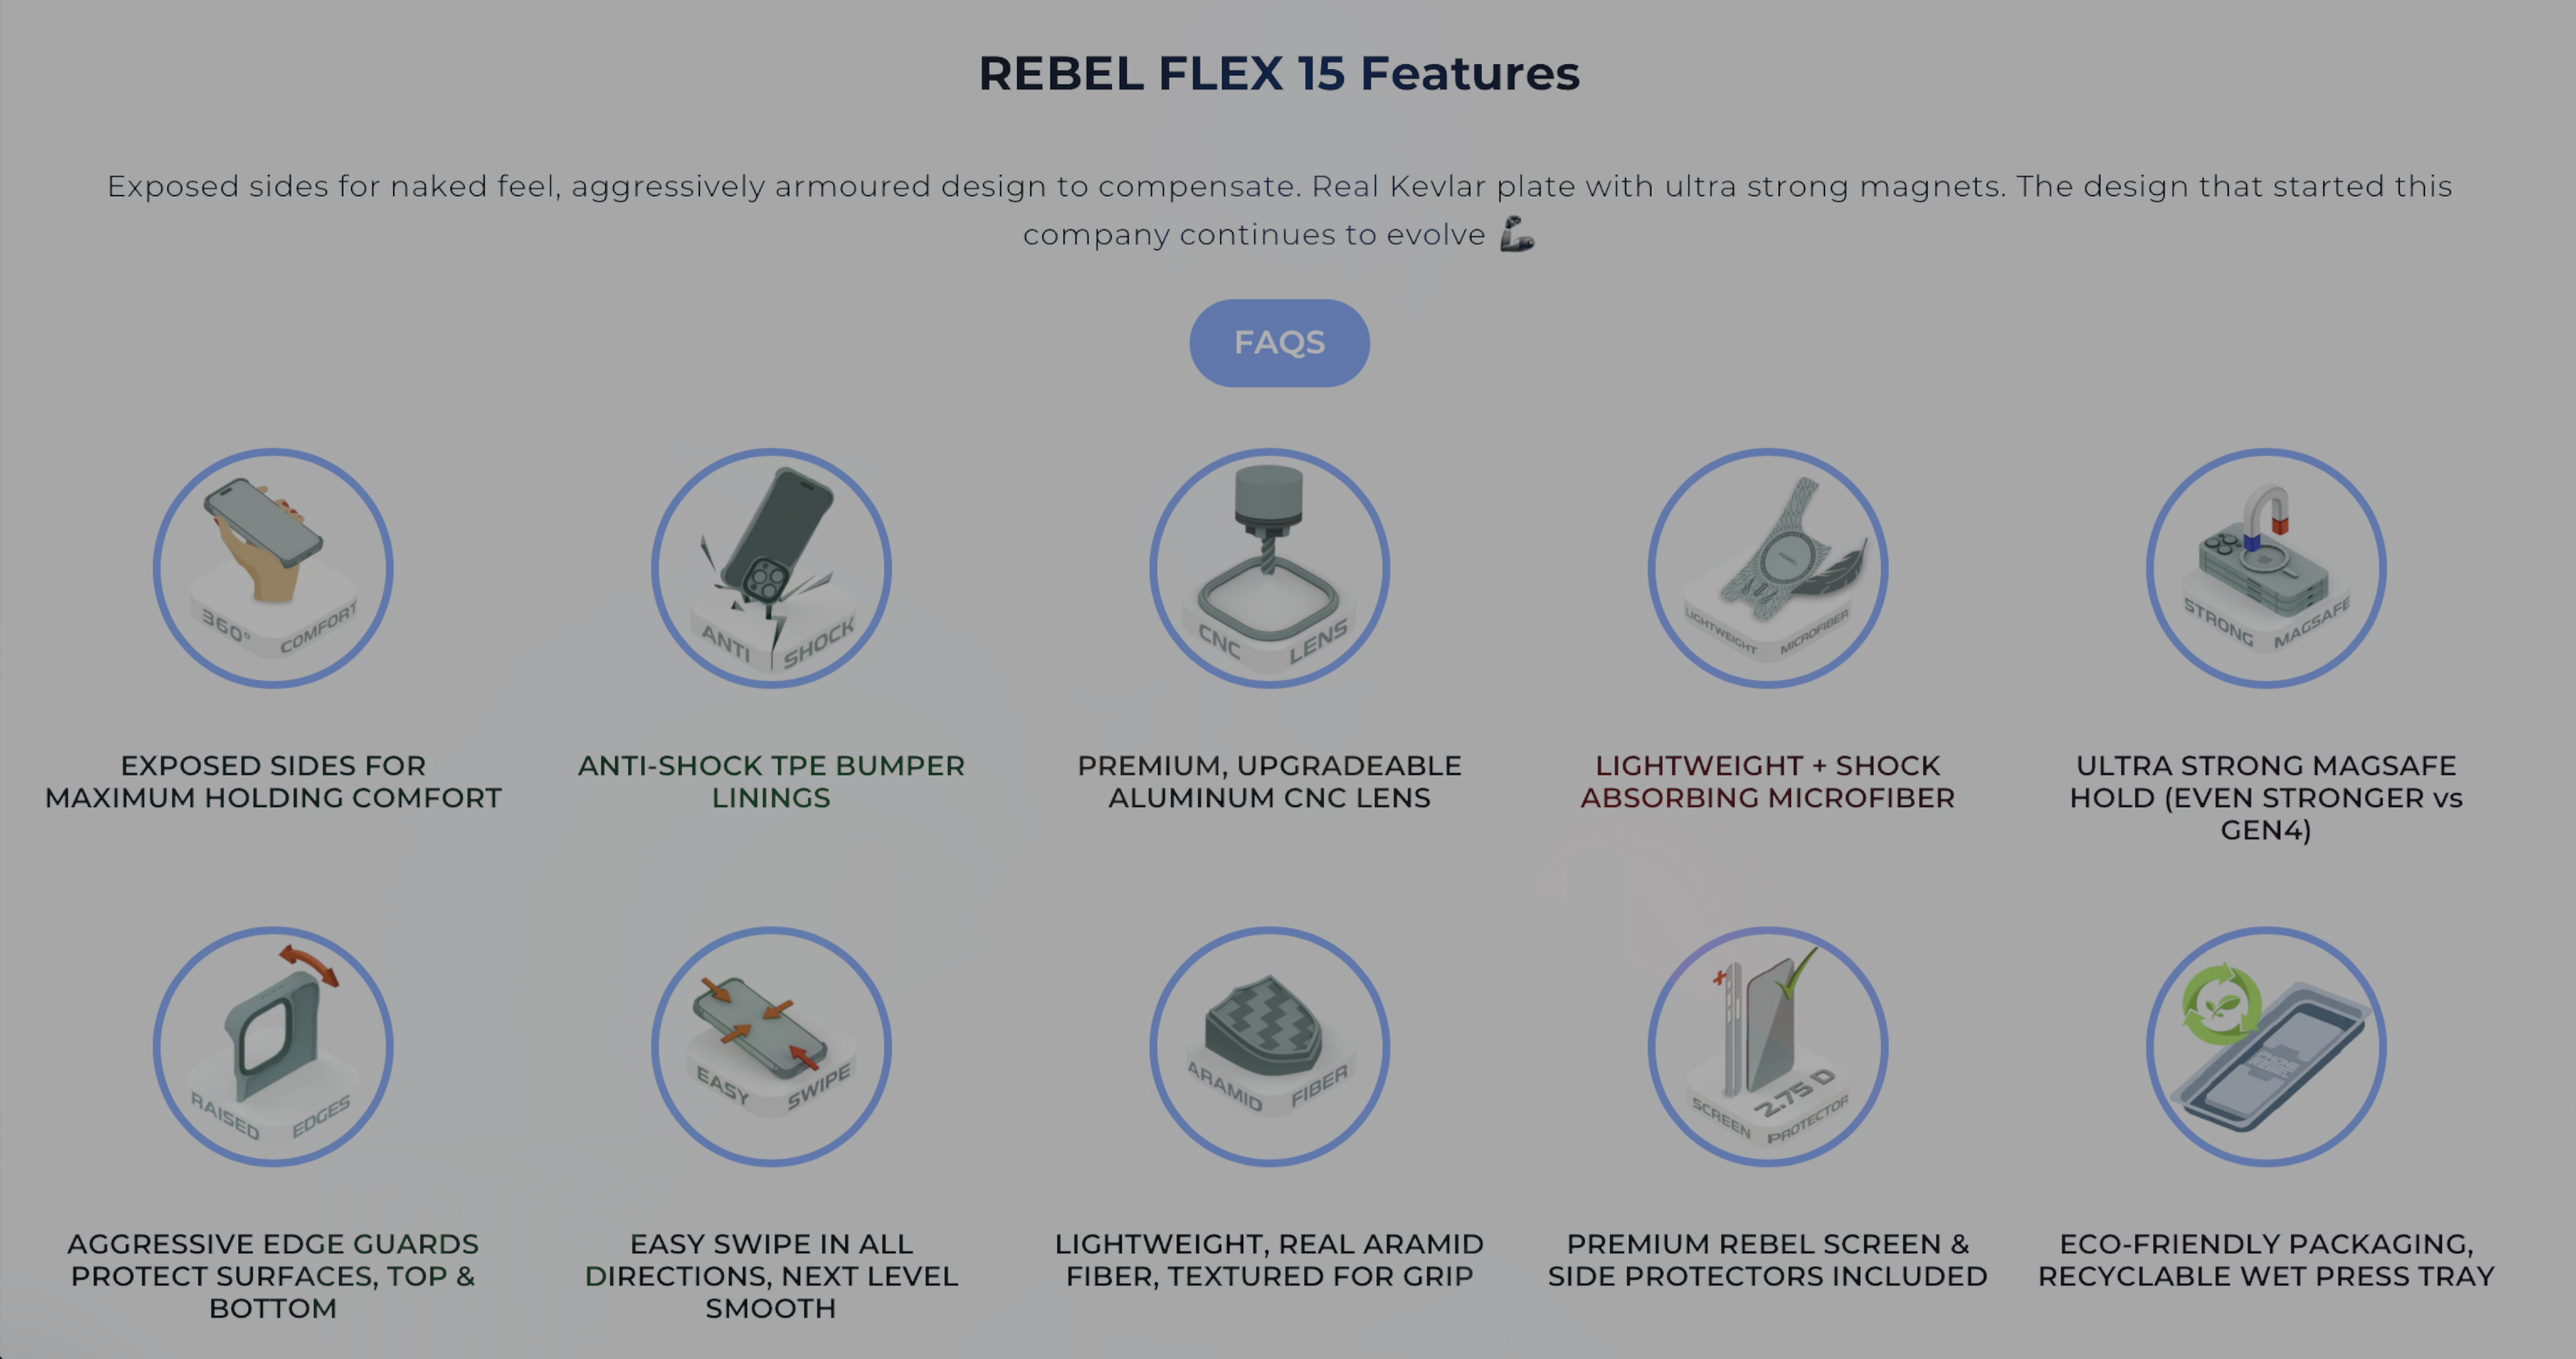 REBEL FLEX 15 Features
Exposed sides for naked feel, aggressively armoured design to compensate. Real Kevlar plate with ultra strong magnets. The design that started this
company continues to evolve 🦾
FAQS
360° COMFORT
ANTI SHOCK
CNC LENS
LIGHTWEIGHT MICROFIBER
STRONG MAGSAFE
EXPOSED SIDES FOR
MAXIMUM HOLDING COMFORT
ANTI-SHOCK TPE BUMPER
LININGS
PREMIUM, UPGRADEABLE
ALUMINUM CNC LENS
LIGHTWEIGHT + SHOCK
ABSORBING MICROFIBER
ULTRA STRONG MAGSAFE
HOLD (EVEN STRONGER vs
GEN4)
RAISED EDGES
EASY SWIPE
ARAMID FIBER
2.75 D
SCREEN PROTECTOR
AGGRESSIVE EDGE GUARDS
PROTECT SURFACES, TOP &
BOTTOM
EASY SWIPE IN ALL
DIRECTIONS, NEXT LEVEL
SMOOTH
LIGHTWEIGHT, REAL ARAMID
FIBER, TEXTURED FOR GRIP
PREMIUM REBEL SCREEN &
SIDE PROTECTORS INCLUDED
ECO-FRIENDLY PACKAGING,
RECYCLABLE WET PRESS TRAY